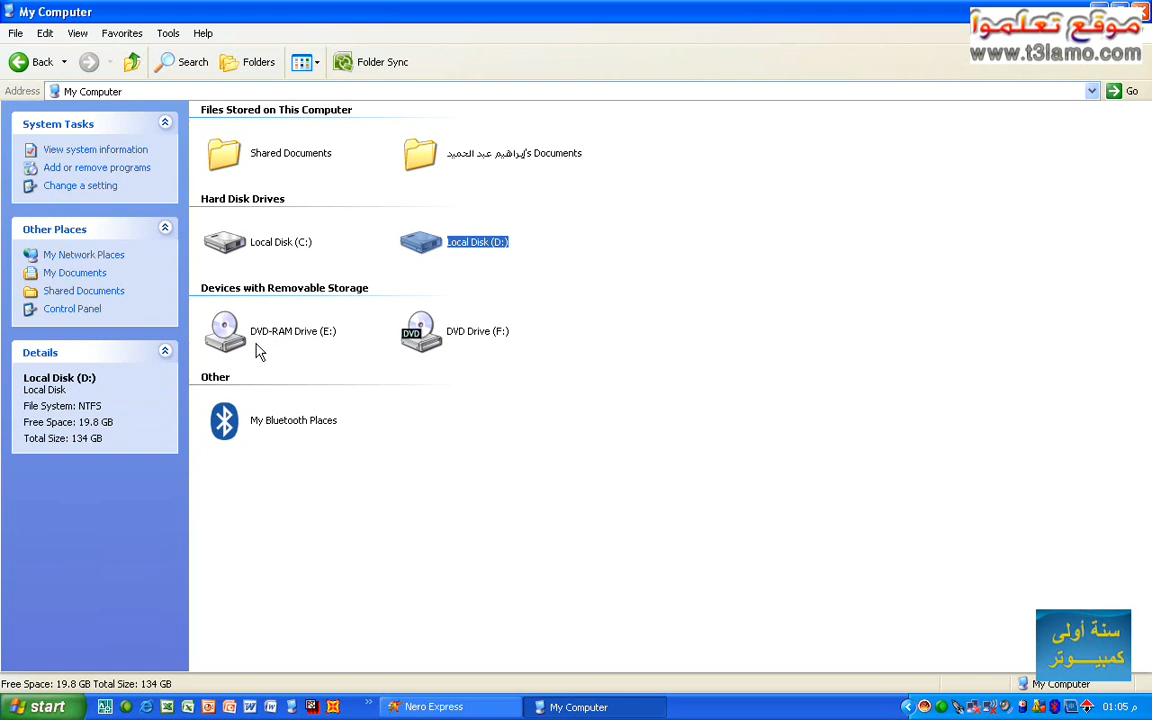 My Computer
موقع تعلموا
www.t3lamo.com
File Edit View Favorites Tools Help
Back Search Folders Folder Sync
Address My Computer Go
System Tasks
View system information
Add or remove programs
Change a setting
Other Places
My Network Places
My Documents
Shared Documents
Control Panel
Details
Local Disk (D:)
Local Disk
File System: NTFS
Free Space: 19.8 GB
Total Size: 134 GB
Files Stored on This Computer
Shared Documents
إبراهيم عبد الحميد's Documents
Hard Disk Drives
Local Disk (C:)
Local Disk (D:)
Devices with Removable Storage
DVD-RAM Drive (E:)
DVD
DVD Drive (F:)
Other
My Bluetooth Places
سنة أولى
كمبيـــوتر
Free Space: 19.8 GB Total Size: 134 GB
My Computer
start
Nero Express
My Computer
01:05 م